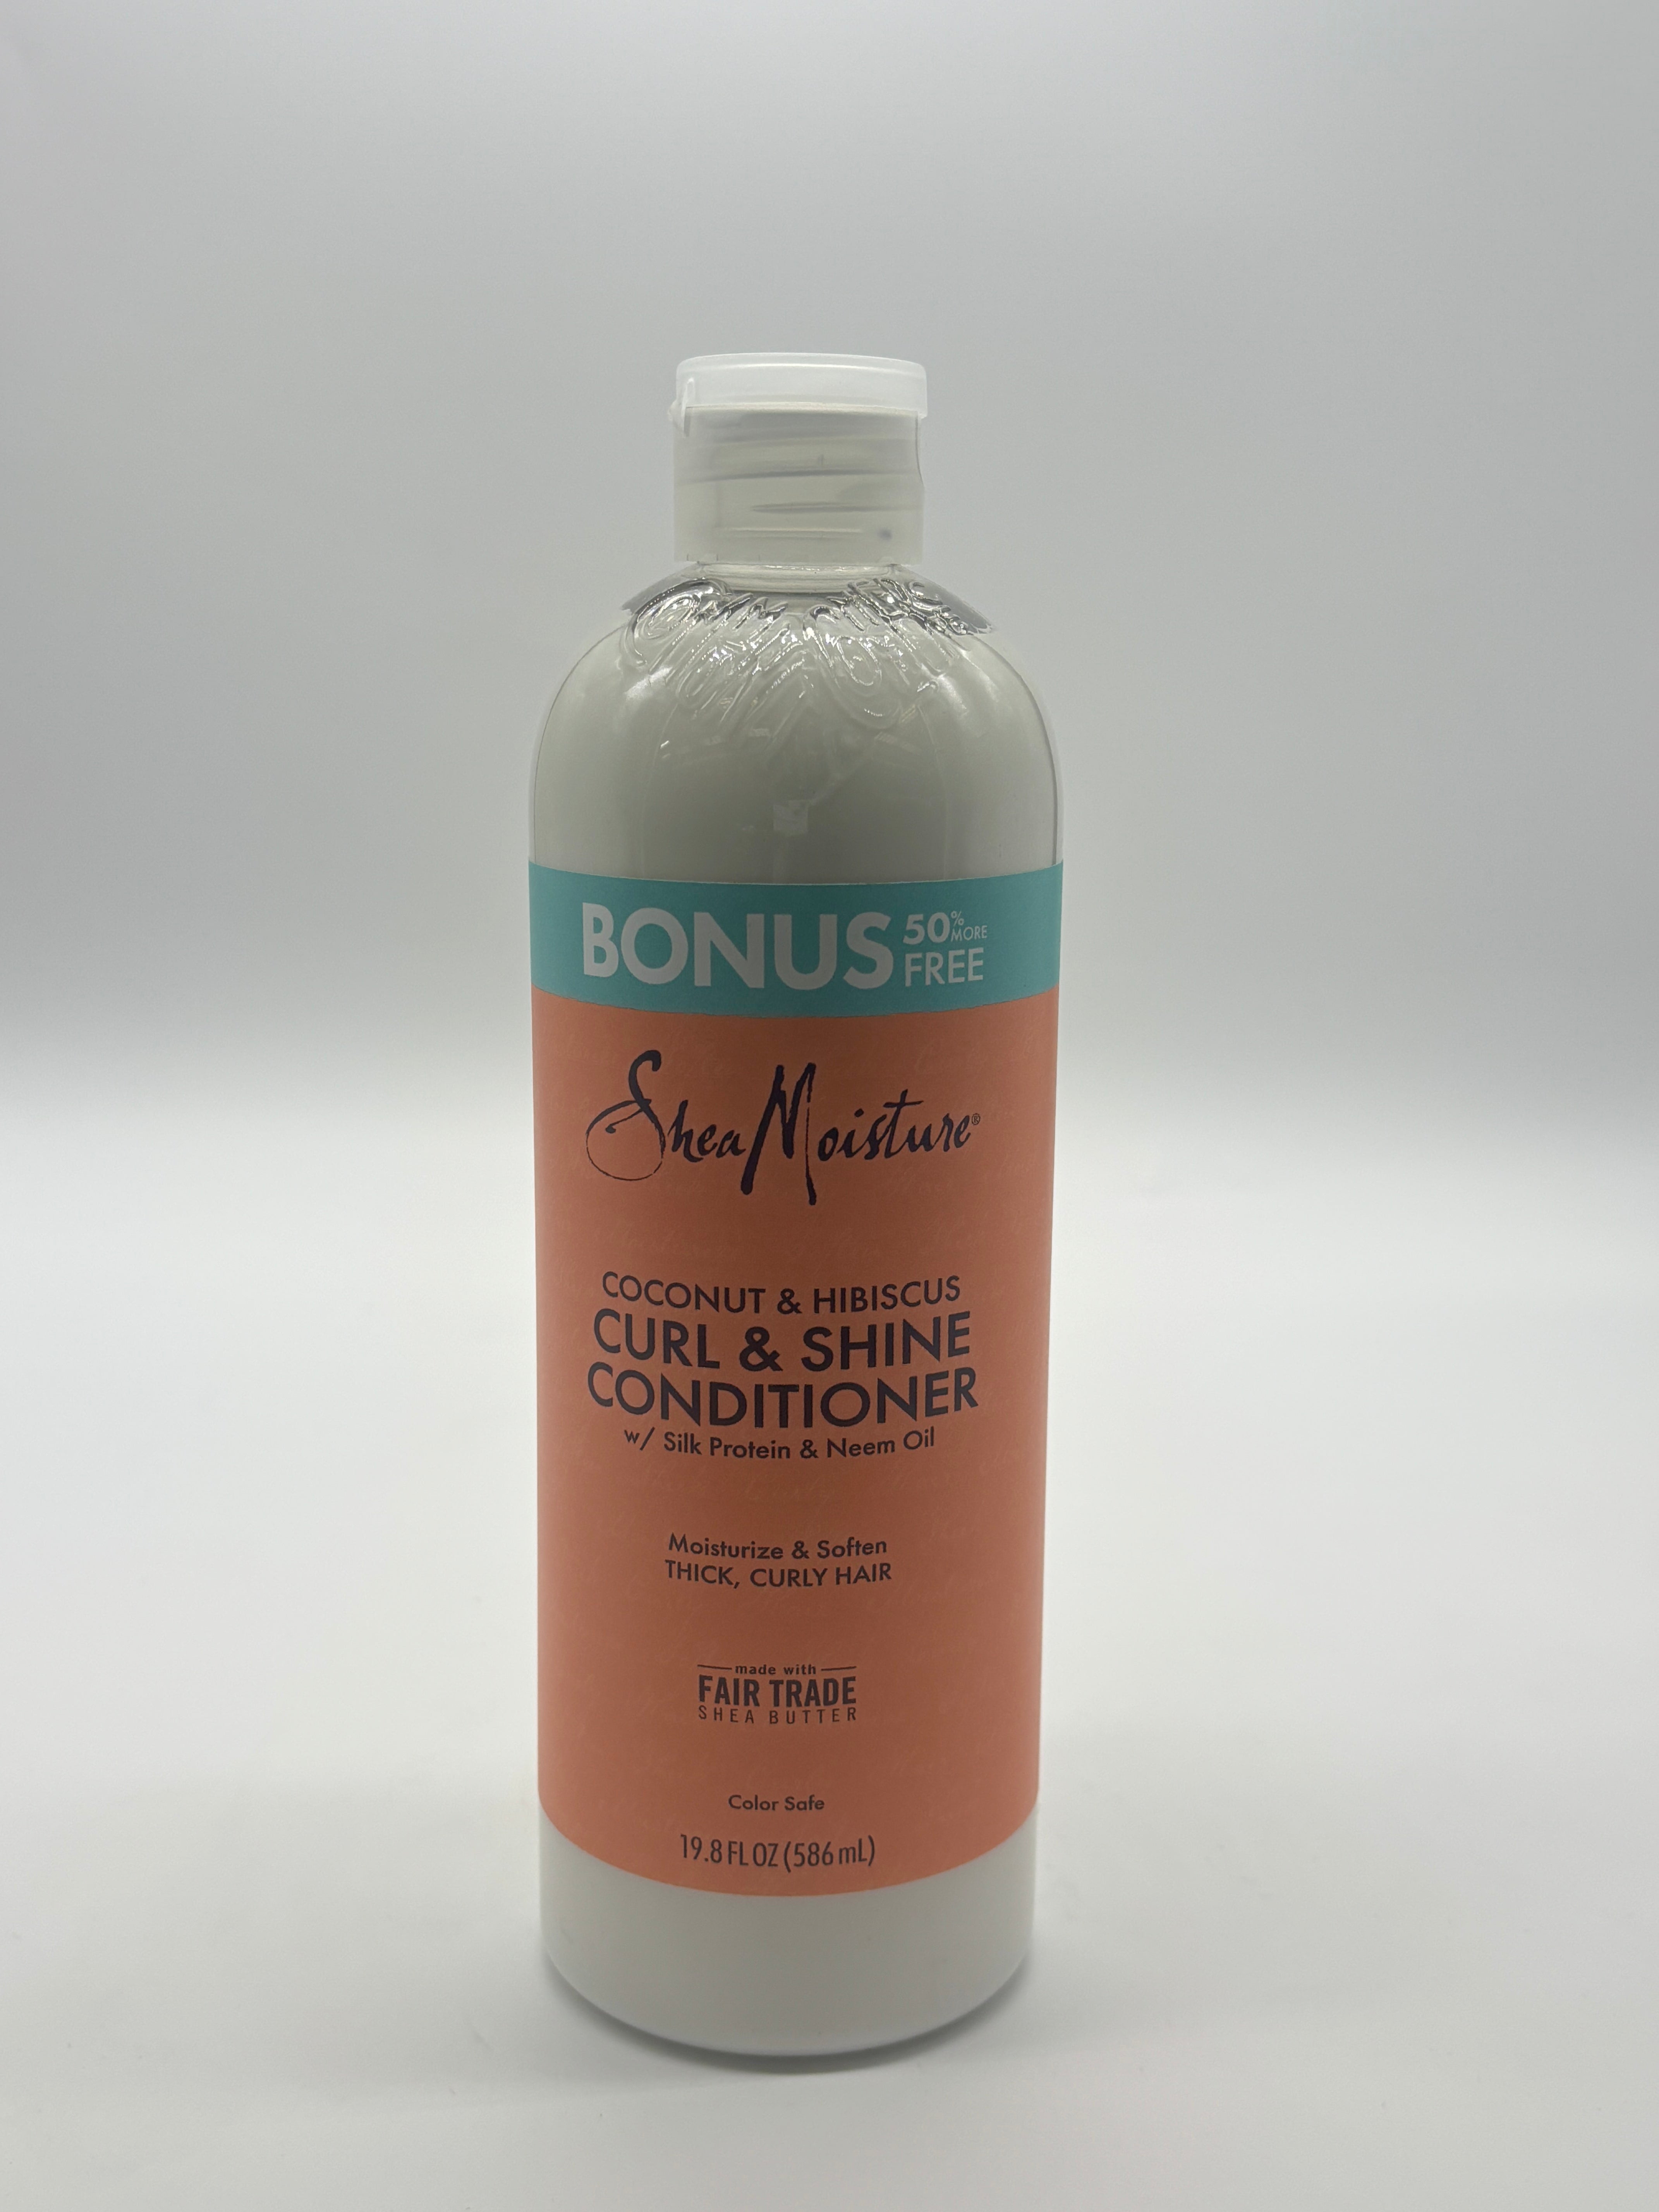 BONUS 50% MORE FREE
SheaMoisture®
COCONUT & HIBISCUS
CURL & SHINE
CONDITIONER
w/ Silk Protein & Neem Oil
Moisturize & Soften
THICK, CURLY HAIR
made with
FAIR TRADE
SHEA BUTTER
Color Safe
19.8 FL OZ (586 mL)